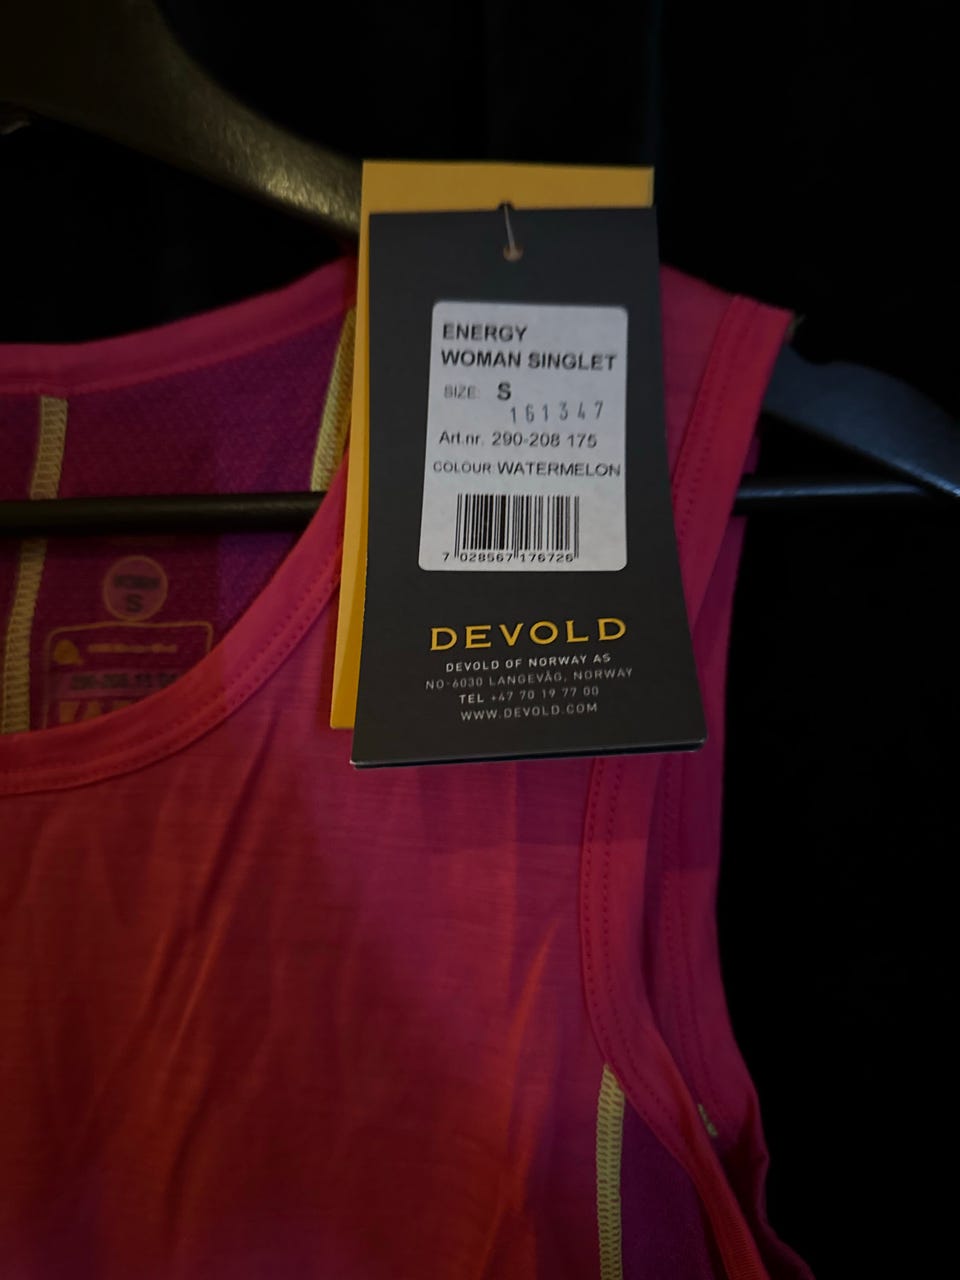 ENERGY
WOMAN SINGLET
SIZE: S
161347
Art.nr. 290-208 175
COLOUR: WATERMELON
7 028567 176726
DEVOLD
DEVOLD OF NORWAY AS
NO-6030 LANGEVÅG, NORWAY
TEL +47 70 19 77 00
WWW.DEVOLD.COM
WOMAN
S